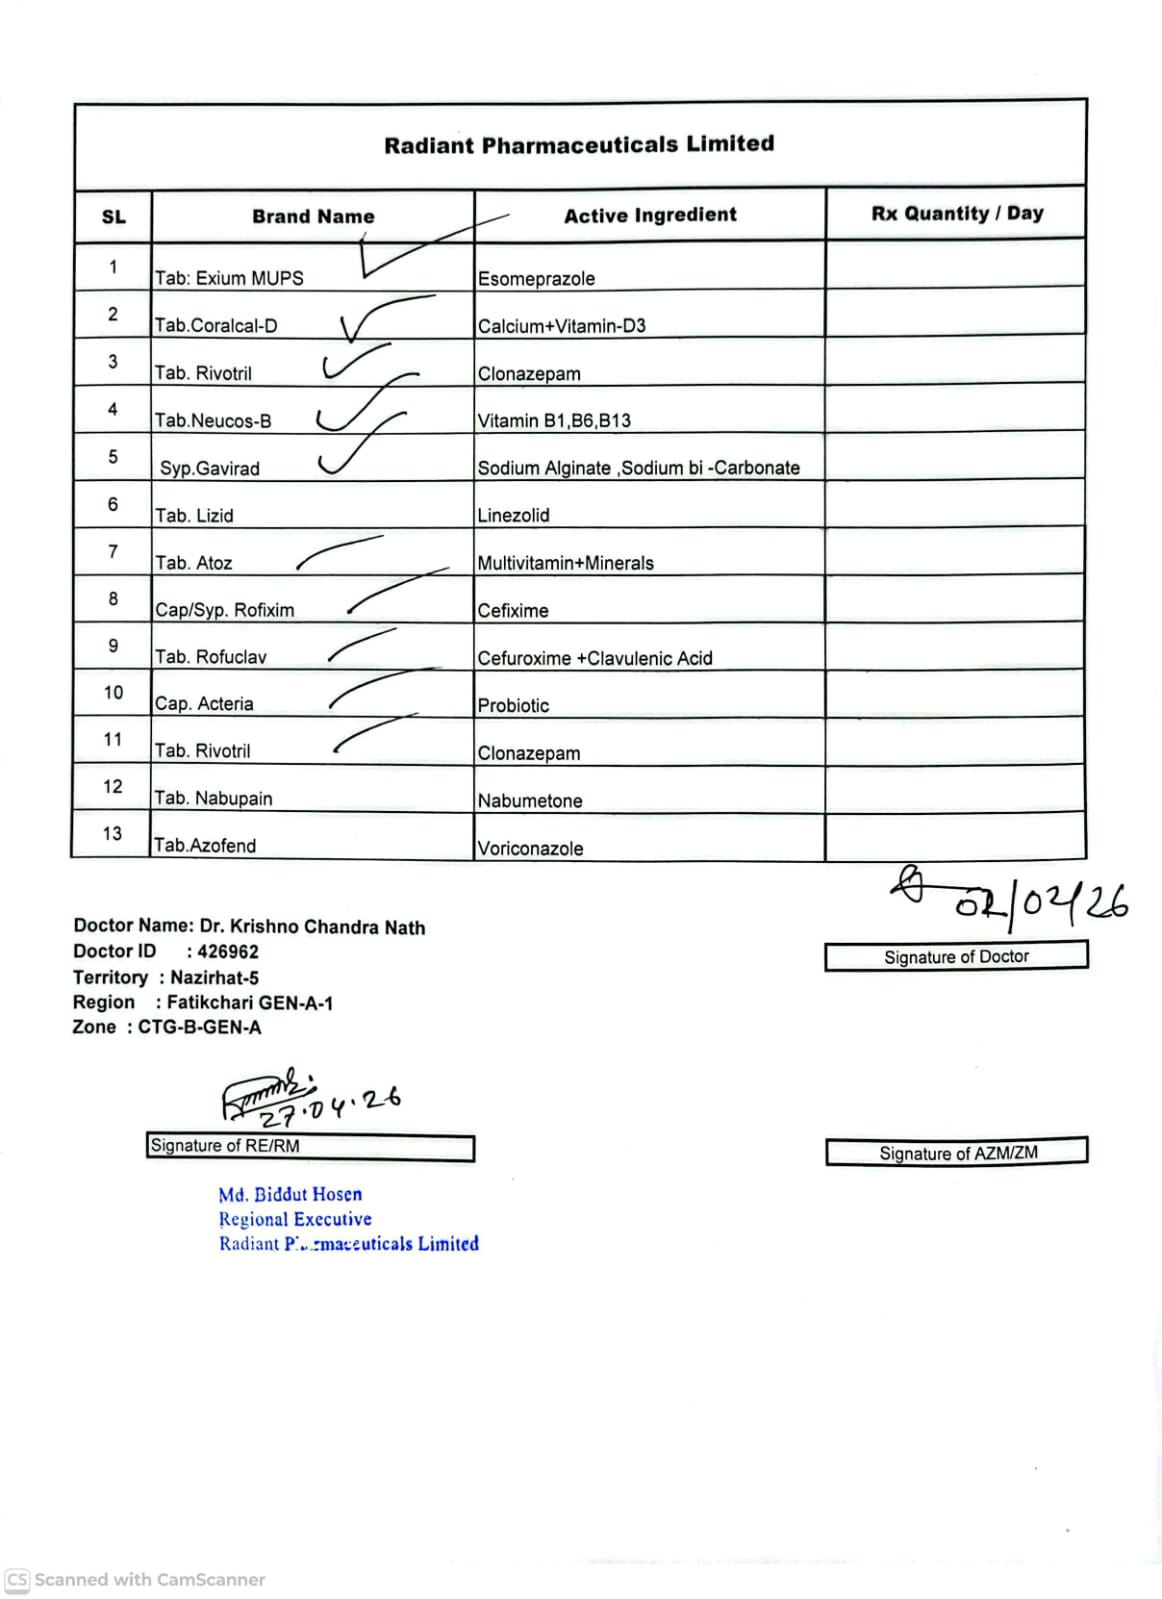 Radiant Pharmaceuticals Limited
SL Brand Name Active Ingredient Rx Quantity / Day
1 Tab: Exium MUPS Esomeprazole
2 Tab.Coralcal-D Calcium+Vitamin-D3
3 Tab. Rivotril Clonazepam
4 Tab.Neucos-B Vitamin B1,B6,B13
5 Syp.Gavirad Sodium Alginate ,Sodium bi -Carbonate
6 Tab. Lizid Linezolid
7 Tab. Atoz Multivitamin+Minerals
8 Cap/Syp. Rofixim Cefixime
9 Tab. Rofuclav Cefuroxime +Clavulenic Acid
10 Cap. Acteria Probiotic
11 Tab. Rivotril Clonazepam
12 Tab. Nabupain Nabumetone
13 Tab.Azofend Voriconazole
02/02/26
Signature of Doctor
Doctor Name: Dr. Krishno Chandra Nath
Doctor ID : 426962
Territory : Nazirhat-5
Region : Fatikchari GEN-A-1
Zone : CTG-B-GEN-A
27.04.26
Signature of RE/RM
Signature of AZM/ZM
Md. Biddut Hosen
Regional Executive
Radiant Pharmaceuticals Limited
CS Scanned with CamScanner